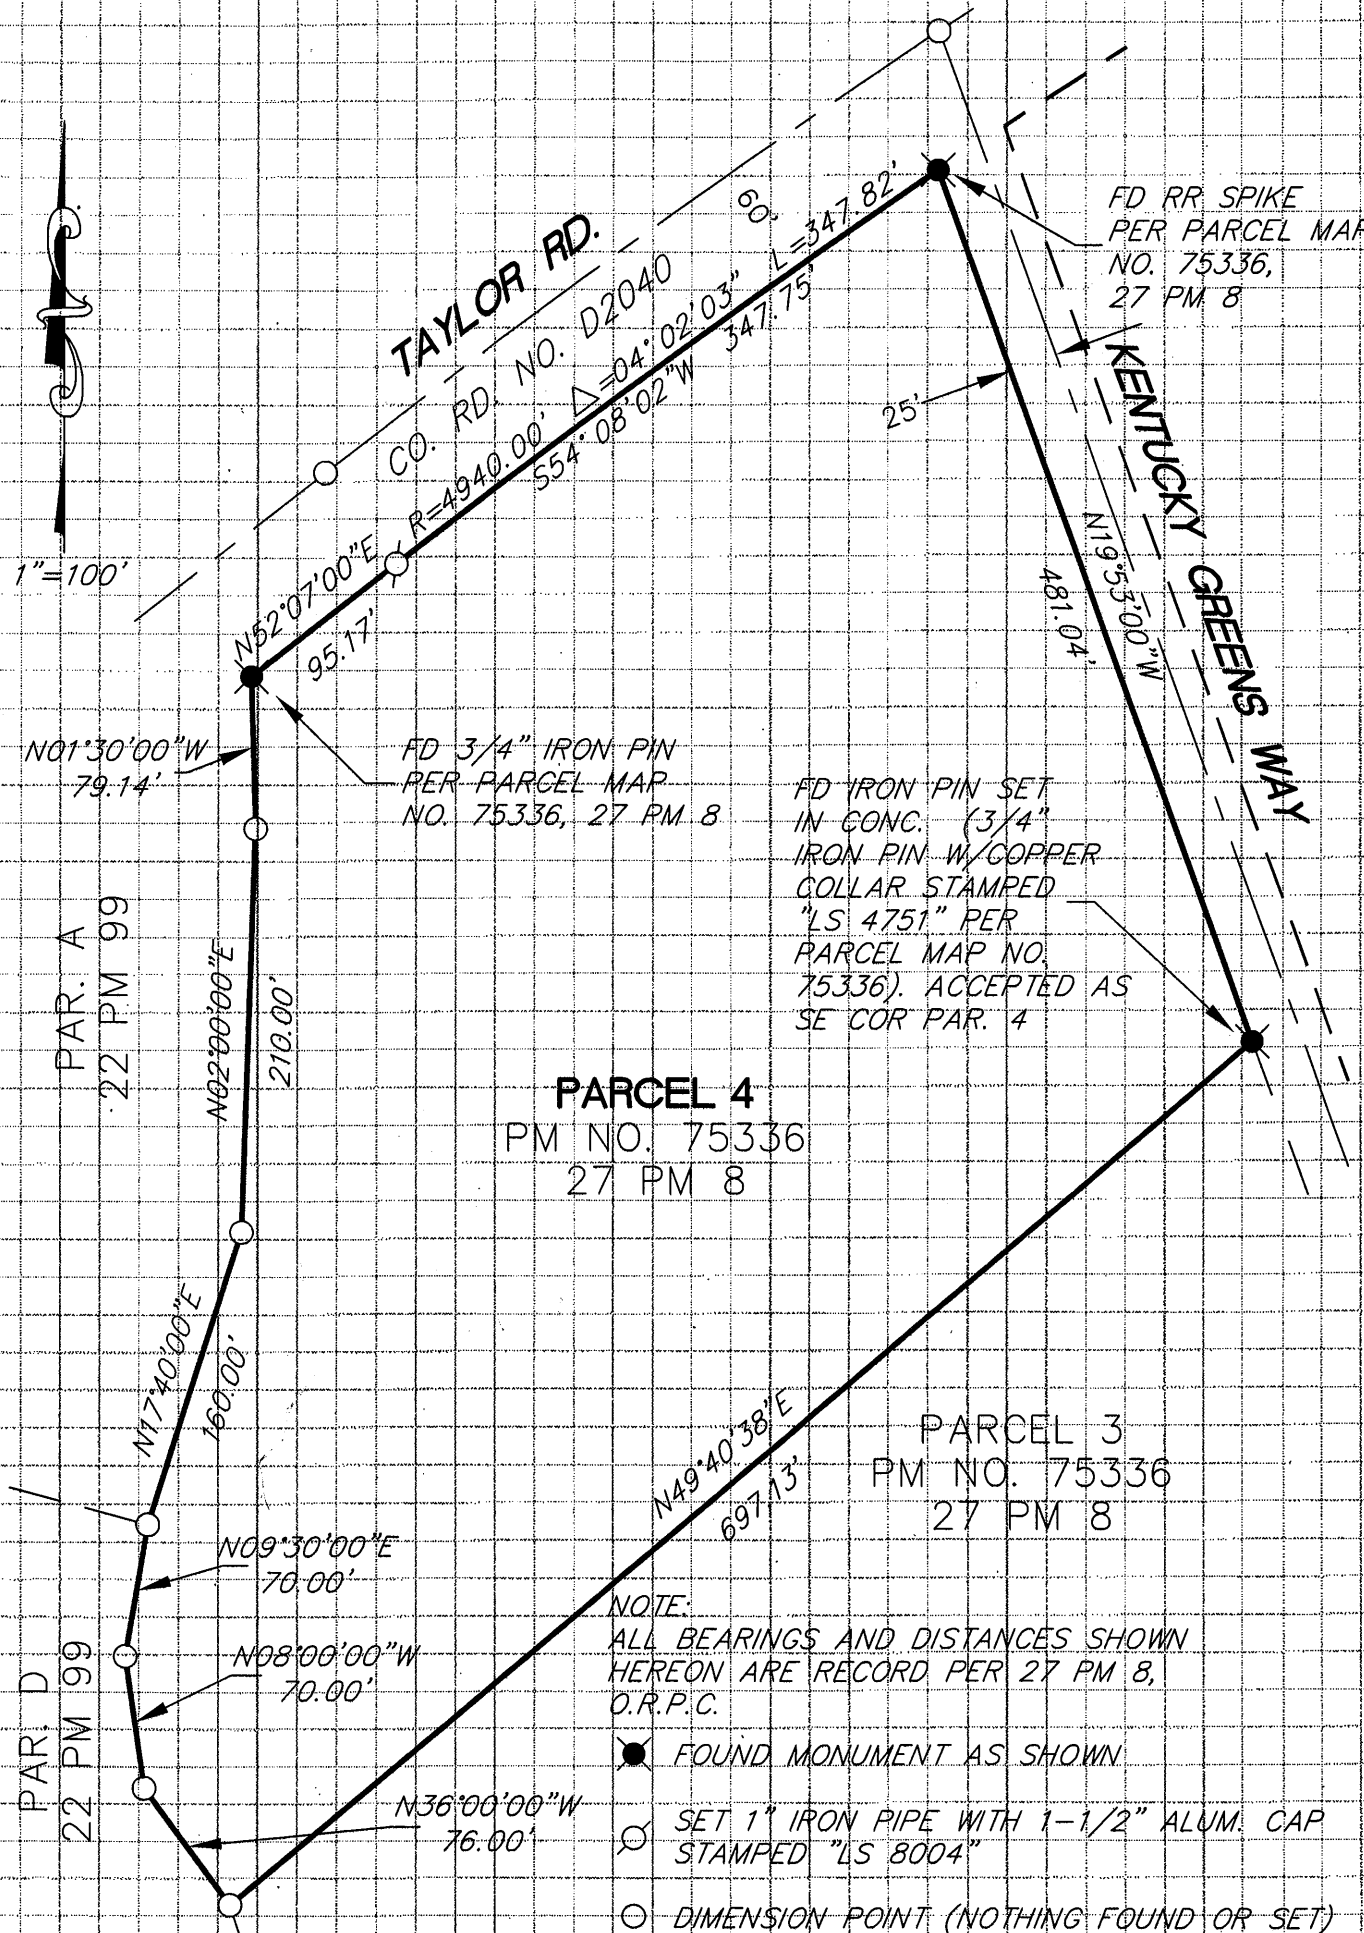 TAYLOR RD.
CO. RD. NO. D2040
60'
R=4940.00' △=04°02'03" L=347.82'
S54°08'02"W 347.75'
FD RR SPIKE
PER PARCEL MAP
NO. 75336,
27 PM 8
KENTUCKY GREENS WAY
25'
N19°53'00"W
481.04'
1"=100'
N52°07'00"E
95.17'
N01°30'00"W
79.14'
FD 3/4" IRON PIN
PER PARCEL MAP
NO. 75336, 27 PM 8
FD IRON PIN SET
IN CONC. (3/4"
IRON PIN W/COPPER
COLLAR STAMPED
"LS 4751" PER
PARCEL MAP NO.
75336). ACCEPTED AS
SE COR PAR. 4
PAR. A
22 PM 99
N02°00'00"E
210.00'
PARCEL 4
PM NO. 75336
27 PM 8
N17°40'00"E
160.00'
N49°40'38"E
697.13'
PARCEL 3
PM NO. 75336
27 PM 8
N09°30'00"E
70.00'
N08°00'00"W
70.00'
PAR. D
22 PM 99
N36°00'00"W
76.00'
NOTE:
ALL BEARINGS AND DISTANCES SHOWN
HEREON ARE RECORD PER 27 PM 8,
O.R.P.C.
FOUND MONUMENT AS SHOWN
SET 1" IRON PIPE WITH 1-1/2" ALUM. CAP
STAMPED "LS 8004"
DIMENSION POINT (NOTHING FOUND OR SET)